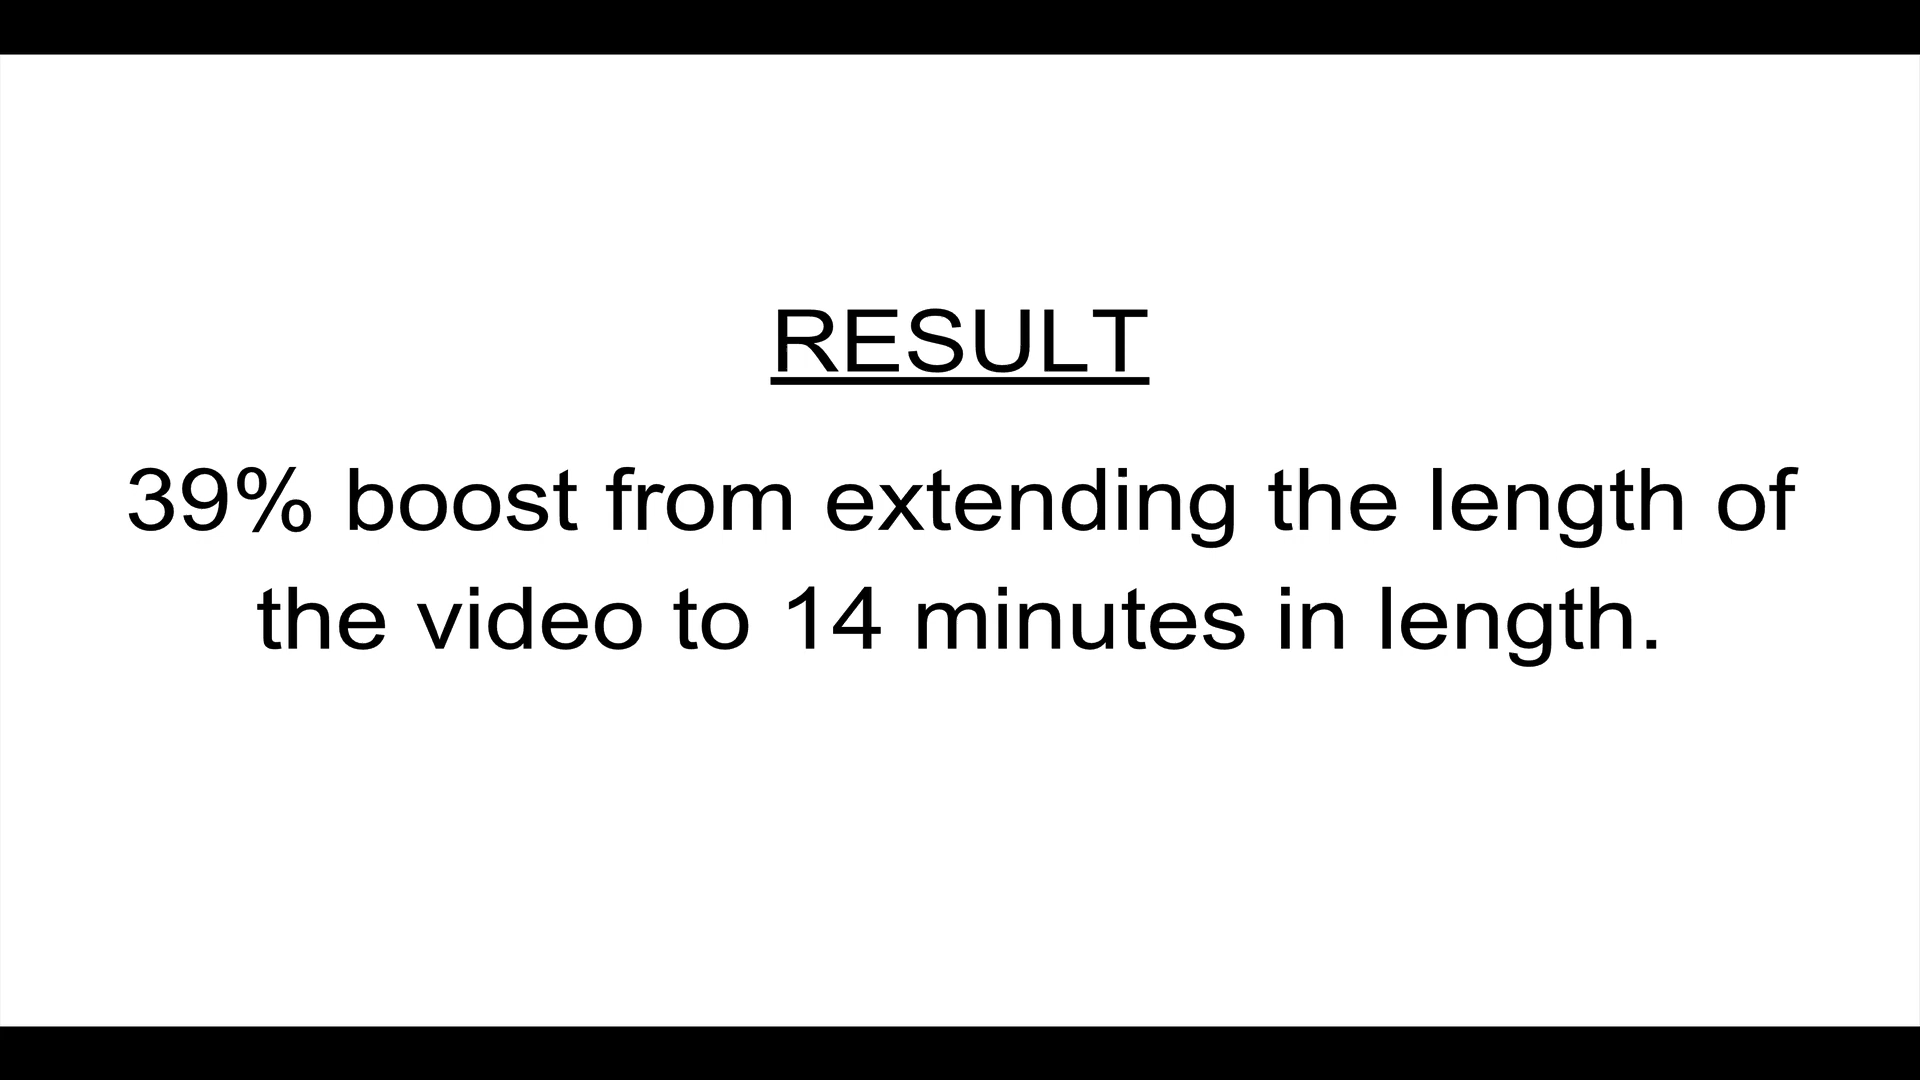 RESULT
39% boost from extending the length of
the video to 14 minutes in length.